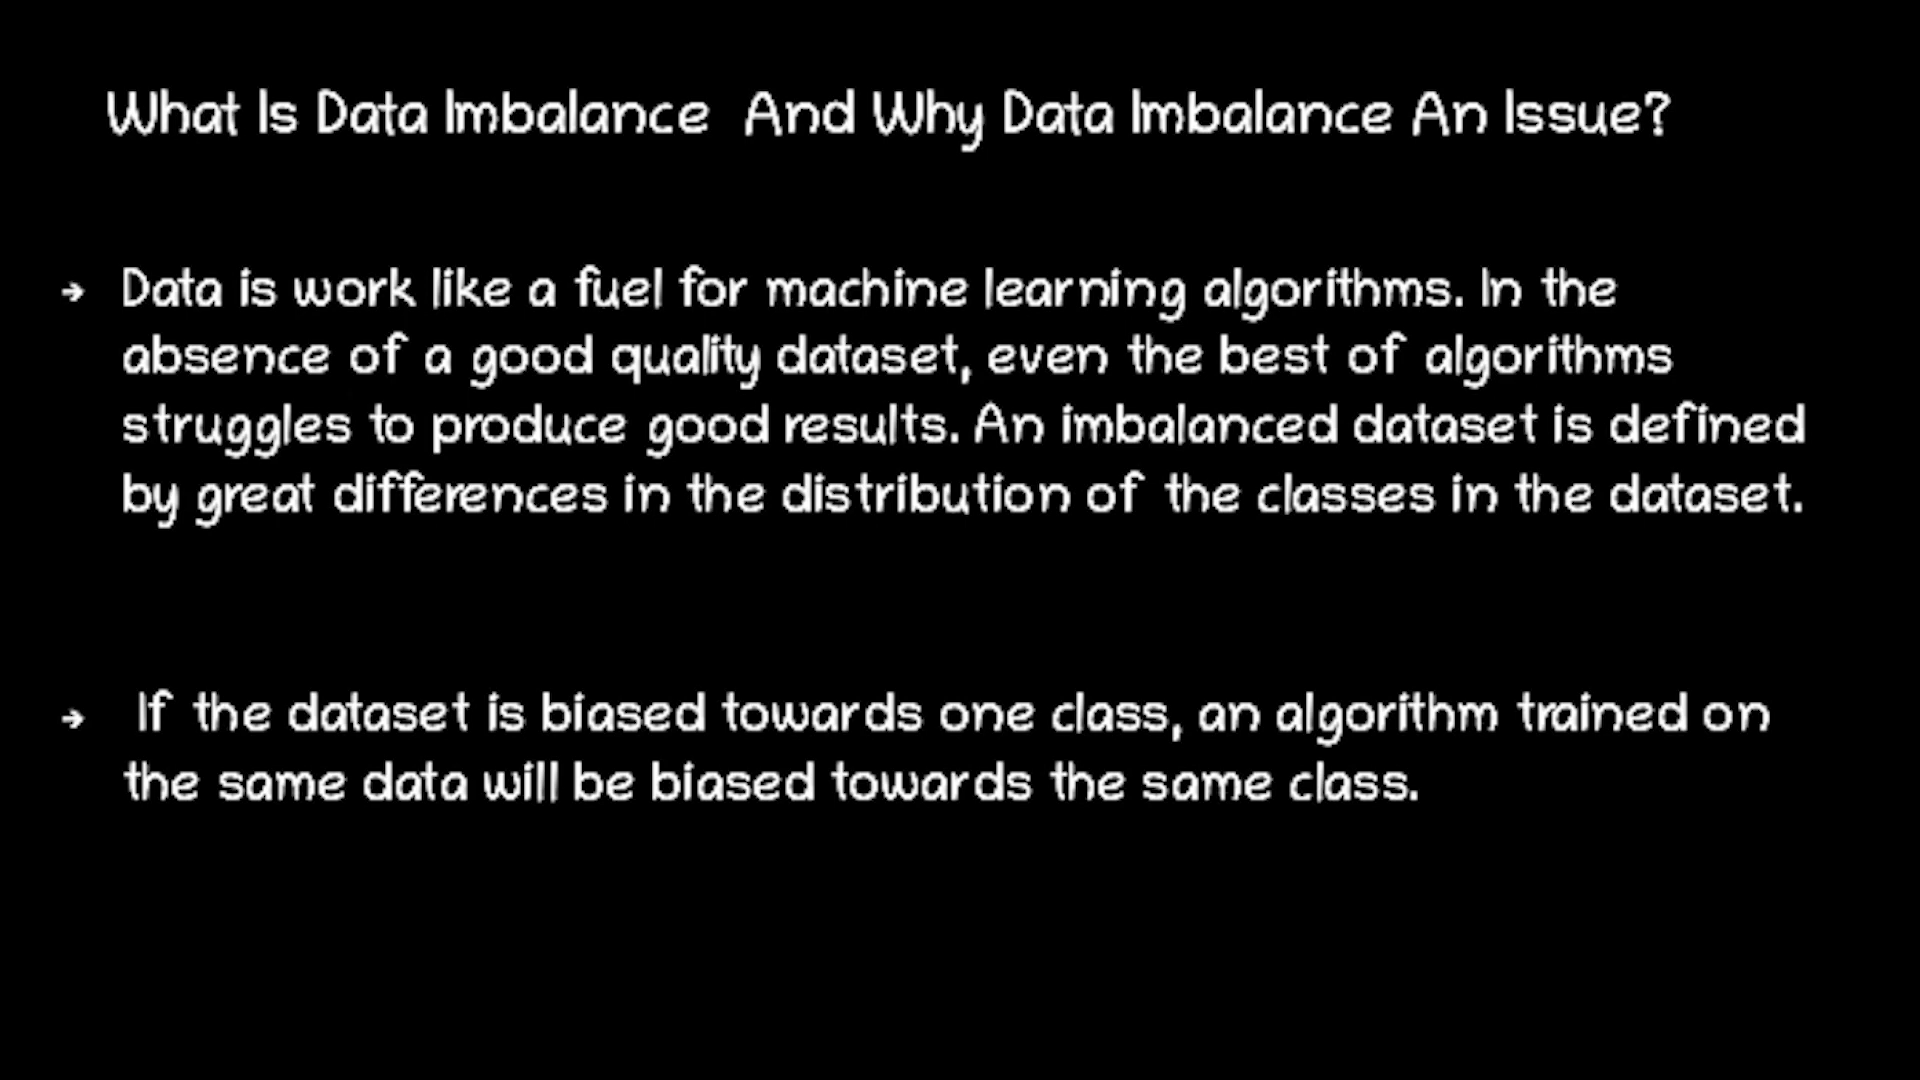 What Is Data Imbalance And Why Data Imbalance An Issue?
→ Data is work like a fuel for machine learning algorithms. In the
absence of a good quality dataset, even the best of algorithms
struggles to produce good results. An imbalanced dataset is defined
by great differences in the distribution of the classes in the dataset.
→ If the dataset is biased towards one class, an algorithm trained on
the same data will be biased towards the same class.